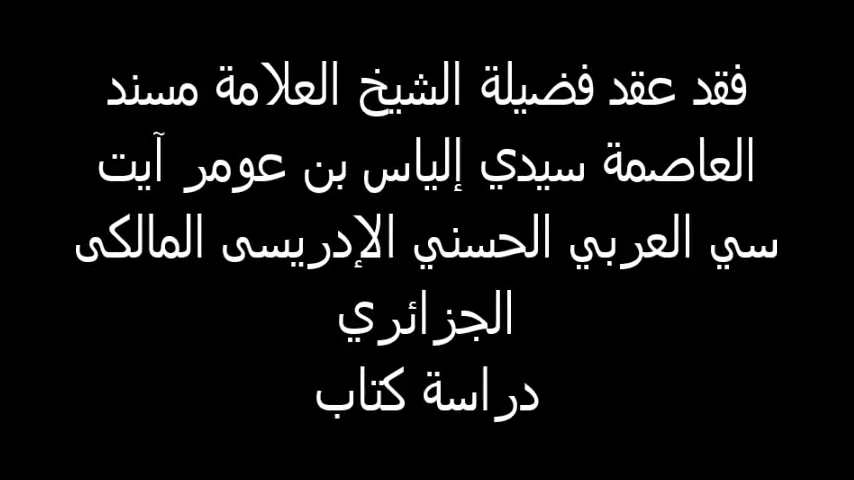 فقد عقد فضيلة الشيخ العلامة مسند
العاصمة سيدي إلياس بن عومر آيت
سي العربي الحسني الإدريسى المالكى
الجزائري
دراسة كتاب